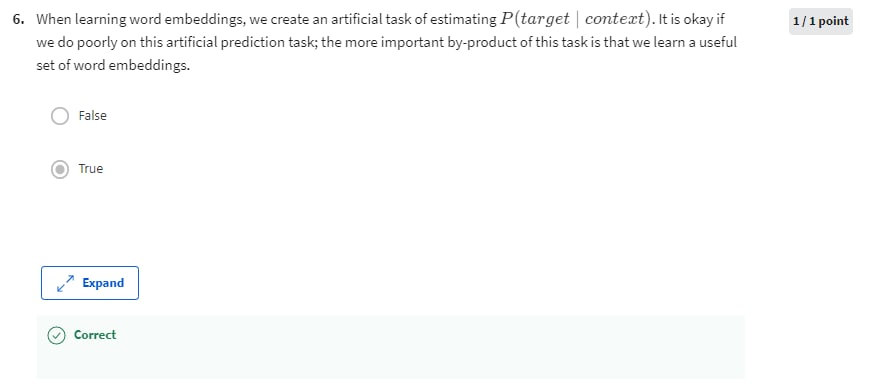 6. When learning word embeddings, we create an artificial task of estimating P(target | context). It is okay if
1 / 1 point
we do poorly on this artificial prediction task; the more important by-product of this task is that we learn a useful
set of word embeddings.
False
True
Expand
Correct